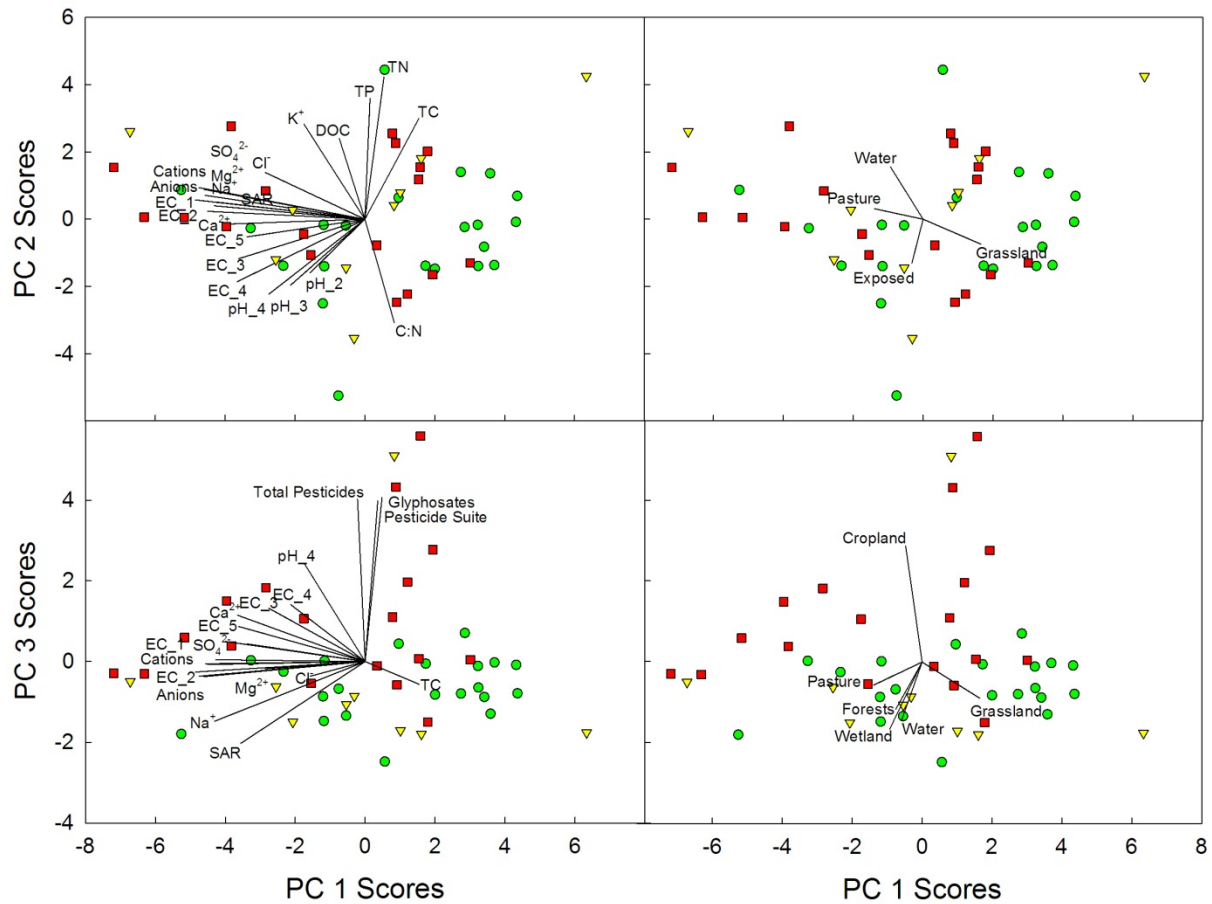 6
4
2
0
-2
-4
PC 2 Scores
TN
TP
TC
K+
DOC
SO₄²⁻
Cl⁻
Cations
Mg²⁺
Anions
Na⁺
EC_1
SAR
EC_2
Ca²⁺
EC_5
EC_3
EC_4
pH_2
pH_3
pH_4
C:N
Water
Pasture
Grassland
Exposed
4
2
0
-2
-4
PC 3 Scores
Total Pesticides
Glyphosates
Pesticide Suite
pH_4
EC_4
EC_3
Ca²⁺
EC_5
EC_1 SO₄²⁻
Cations
Cl⁻
EC_2
Mg²⁺
TC
Anions
Na⁺
SAR
Cropland
Pasture
Forests
Grassland
Water
Wetland
-8 -6 -4 -2 0 2 4 6
-6 -4 -2 0 2 4 6 8
PC 1 Scores
PC 1 Scores